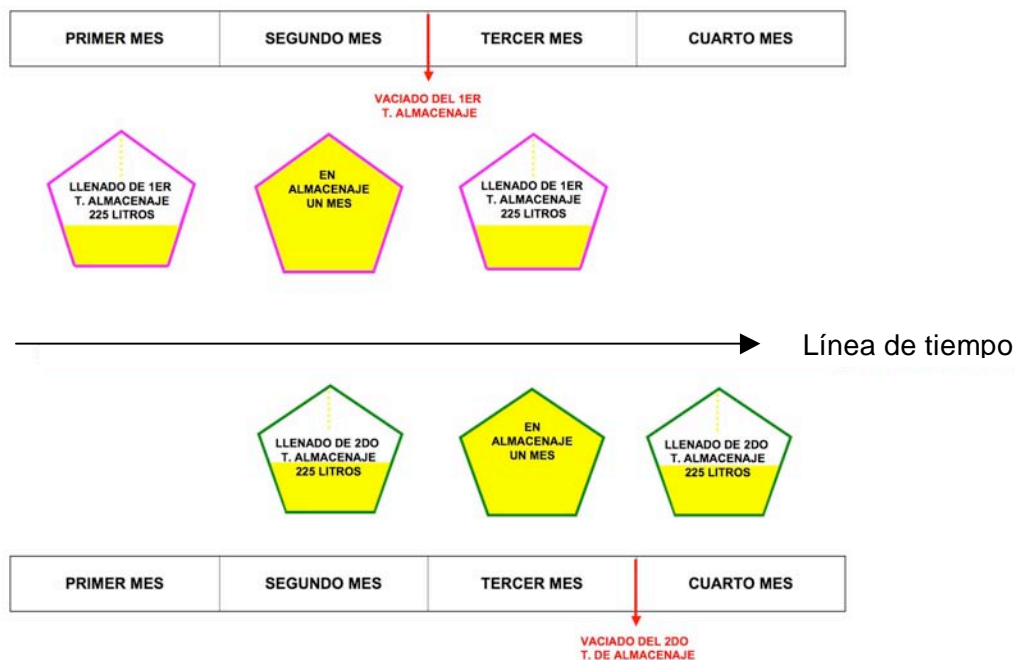 PRIMER MES
SEGUNDO MES
TERCER MES
CUARTO MES
VACIADO DEL 1ER
T. ALMACENAJE
LLENADO DE 1ER
T. ALMACENAJE
225 LITROS
EN
ALMACENAJE
UN MES
LLENADO DE 1ER
T. ALMACENAJE
225 LITROS
Línea de tiempo
LLENADO DE 2DO
T. ALMACENAJE
225 LITROS
EN
ALMACENAJE
UN MES
LLENADO DE 2DO
T. ALMACENAJE
225 LITROS
PRIMER MES
SEGUNDO MES
TERCER MES
CUARTO MES
VACIADO DEL 2DO
T. DE ALMACENAJE